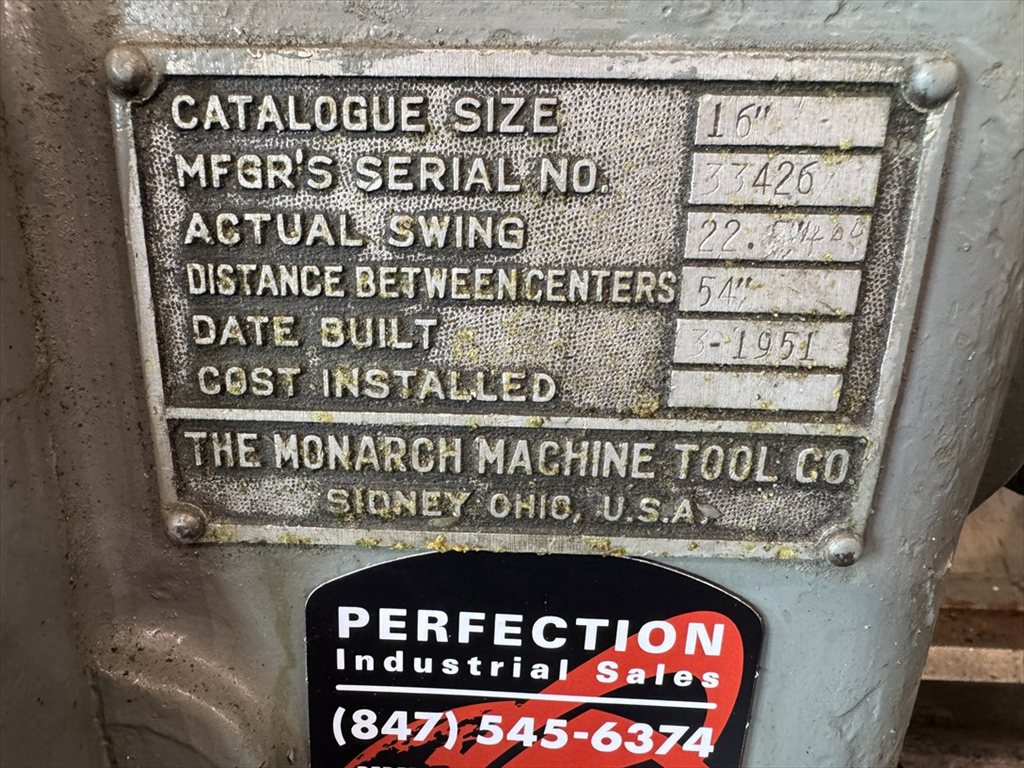 CATALOGUE SIZE 16"
MFGR'S SERIAL NO. 33426
ACTUAL SWING 22.
DISTANCE BETWEEN CENTERS 54"
DATE BUILT 3-1951
COST INSTALLED
THE MONARCH MACHINE TOOL CO.
SIDNEY OHIO, U.S.A.
PERFECTION
Industrial Sales
(847) 545-6374